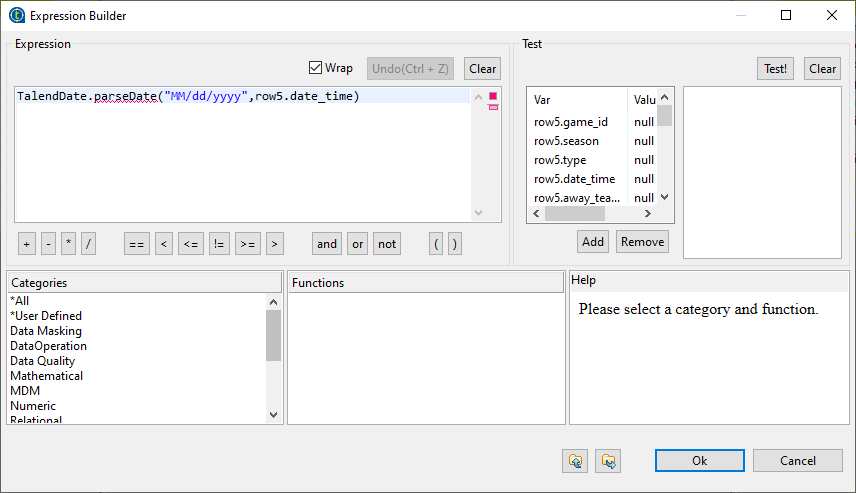 Expression Builder
Expression
Wrap
Undo(Ctrl + Z)
Clear
TalendDate.parseDate("MM/dd/yyyy",row5.date_time)
+ - * /
== < <= != >= >
and or not
( )
Test
Test!
Clear
Var Valu
row5.game_id null
row5.season null
row5.type null
row5.date_time null
row5.away_tea... null
Add
Remove
Categories
*All
*User Defined
Data Masking
DataOperation
Data Quality
Mathematical
MDM
Numeric
Relational
Functions
Help
Please select a category and function.
Ok
Cancel